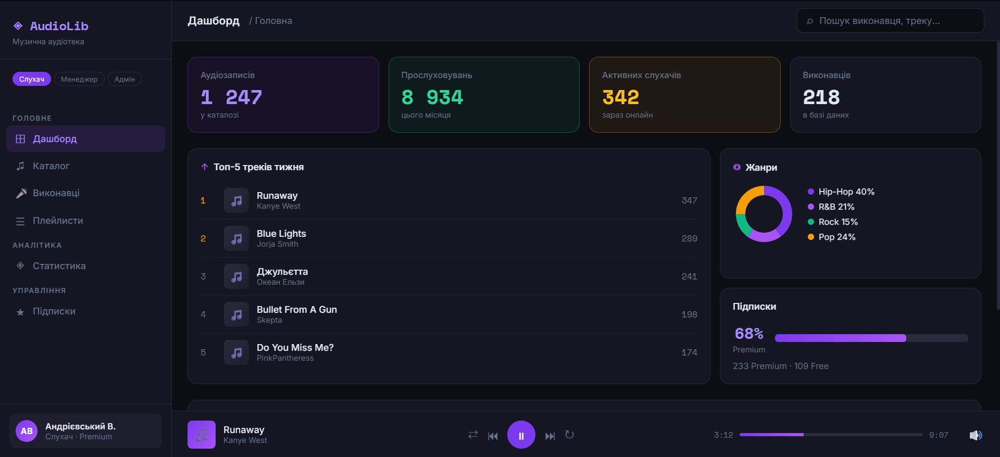 AudioLib
Музична аудіотека
Слухач Менеджер Адмін
ГОЛОВНЕ
Дашборд
Каталог
Виконавці
Плейлисти
АНАЛІТИКА
Статистика
УПРАВЛІННЯ
Підписки
АВ
Андрієвський В.
Слухач · Premium
Дашборд / Головна
Пошук виконавця, треку...
Аудіозаписів
1 247
у каталозі
Прослуховувань
8 934
цього місяця
Активних слухачів
342
зараз онлайн
Виконавців
218
в базі даних
↑ Топ-5 треків тижня
1 Runaway 347
Kanye West
2 Blue Lights 289
Jorja Smith
3 Джульєтта 241
Океан Ельзи
4 Bullet From A Gun 198
Skepta
5 Do You Miss Me? 174
PinkPantheress
Жанри
Hip-Hop 40%
R&B 21%
Rock 15%
Pop 24%
Підписки
68%
Premium
233 Premium · 109 Free
Runaway
Kanye West
3:12 9:07